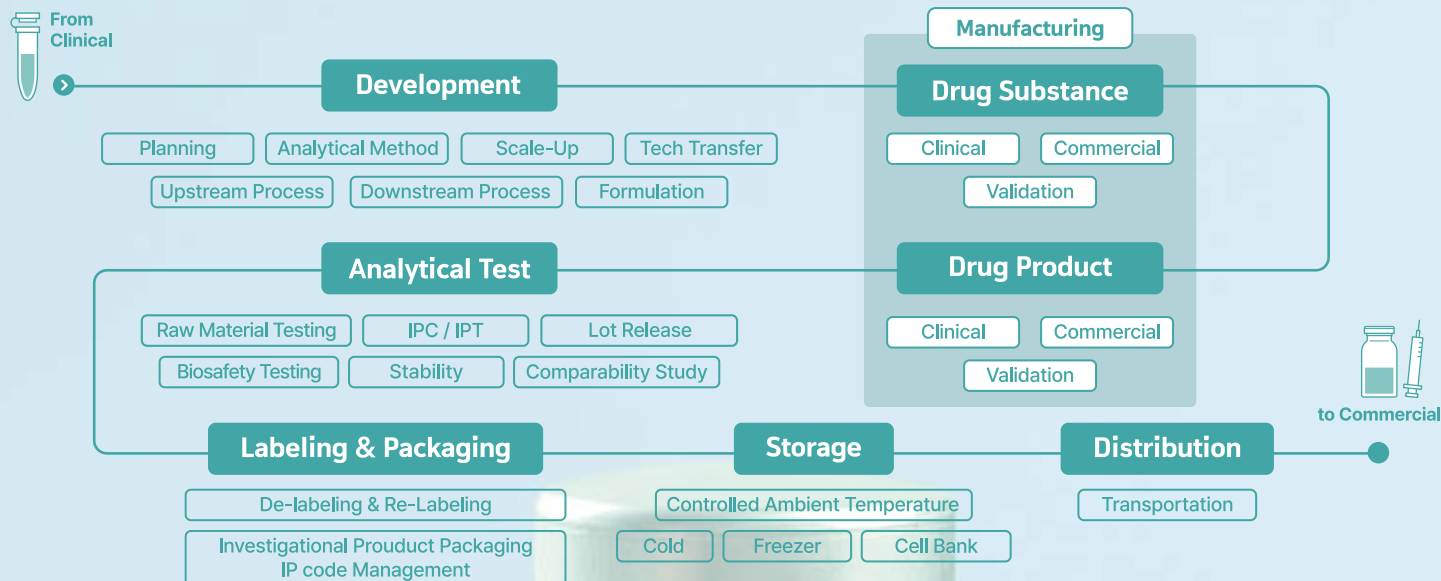 From
Clinical
Manufacturing
Development
Drug Substance
Planning
Analytical Method
Scale-Up
Tech Transfer
Clinical
Commercial
Upstream Process
Downstream Process
Formulation
Validation
Analytical Test
Drug Product
Raw Material Testing
IPC / IPT
Lot Release
Clinical
Commercial
Biosafety Testing
Stability
Comparability Study
Validation
to Commercial
Labeling & Packaging
Storage
Distribution
De-labeling & Re-Labeling
Controlled Ambient Temperature
Transportation
Investigational Prouduct Packaging
IP code Management
Cold
Freezer
Cell Bank